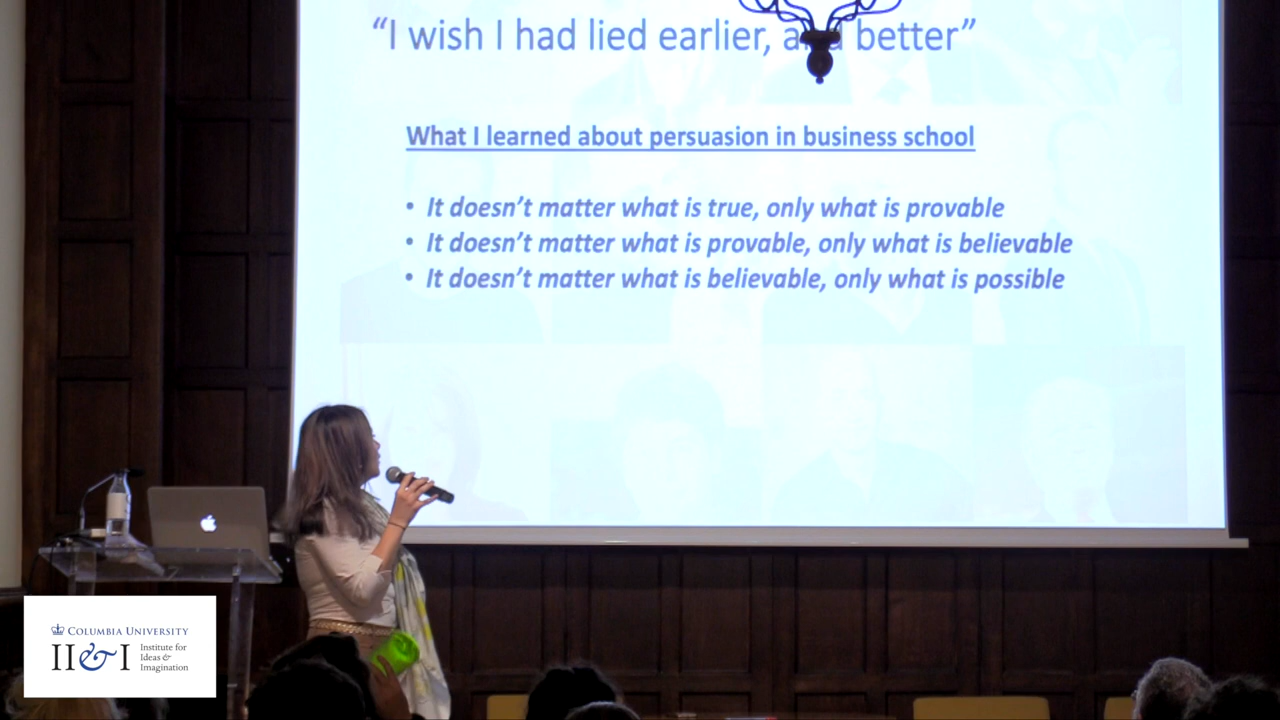 “I wish I had lied earlier, a better”
What I learned about persuasion in business school
• It doesn’t matter what is true, only what is provable
• It doesn’t matter what is provable, only what is believable
• It doesn’t matter what is believable, only what is possible
COLUMBIA UNIVERSITY
II&I
Institute for
Ideas &
Imagination